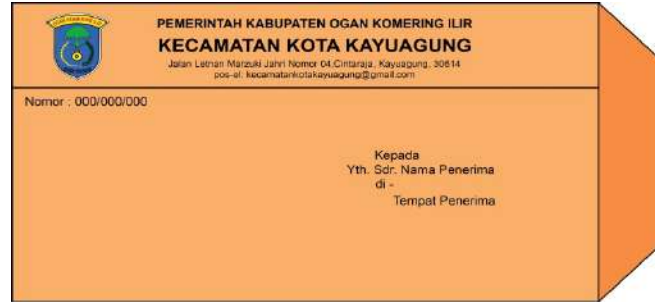 PEMERINTAH KABUPATEN OGAN KOMERING ILIR
KECAMATAN KOTA KAYUAGUNG
Jalan Letnan Marzuki Jahri Nomor 04,Cintaraja, Kayuagung, 30614
pos-el: kecamatankotakayuagung@gmail.com
Nomor : 000/000/000
Kepada
Yth. Sdr. Nama Penerima
di -
Tempat Penerima